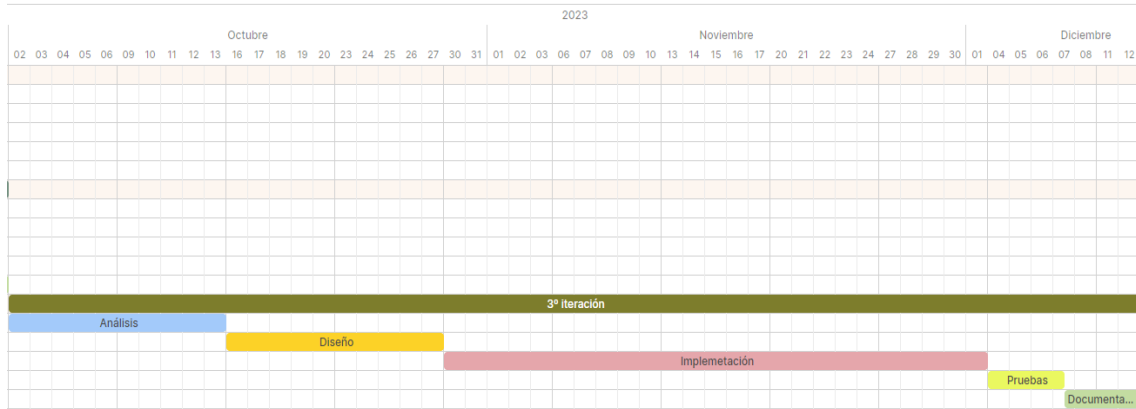 2023
Octubre Noviembre Diciembre
02 03 04 05 06 09 10 11 12 13 16 17 18 19 20 23 24 25 26 27 30 31 01 02 03 06 07 08 09 10 13 14 15 16 17 20 21 22 23 24 27 28 29 30 01 04 05 06 07 08 11 12
3º iteración
Análisis
Diseño
Implemetación
Pruebas
Documenta...